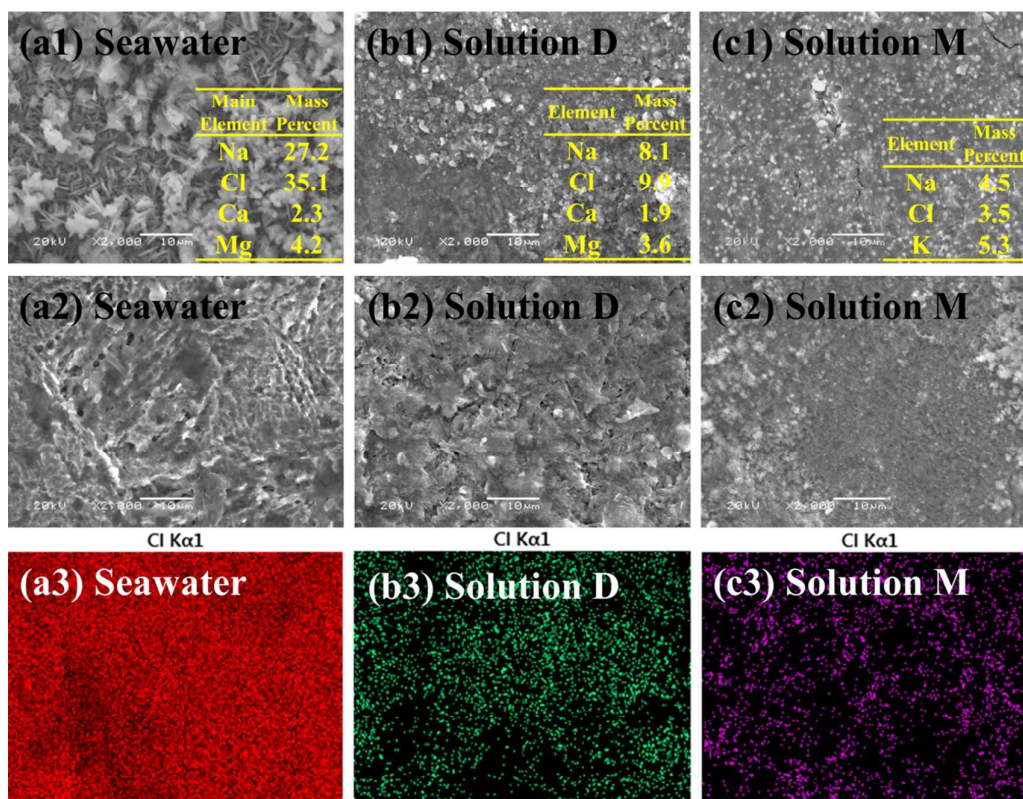 (a1) Seawater
Main Element Mass Percent
Na 27.2
Cl 35.1
Ca 2.3
Mg 4.2
20kV X2,000 10μm
(b1) Solution D
Element Mass Percent
Na 8.1
Cl 9.9
Ca 1.9
Mg 3.6
20kV X2,000 10μm
(c1) Solution M
Element Mass Percent
Na 4.5
Cl 3.5
K 5.3
20kV X2,000 10μm
(a2) Seawater
20kV X2,000 10μm
(b2) Solution D
20kV X2,000 10μm
(c2) Solution M
20kV X2,000 10μm
Cl Kα1
(a3) Seawater
Cl Kα1
(b3) Solution D
Cl Kα1
(c3) Solution M